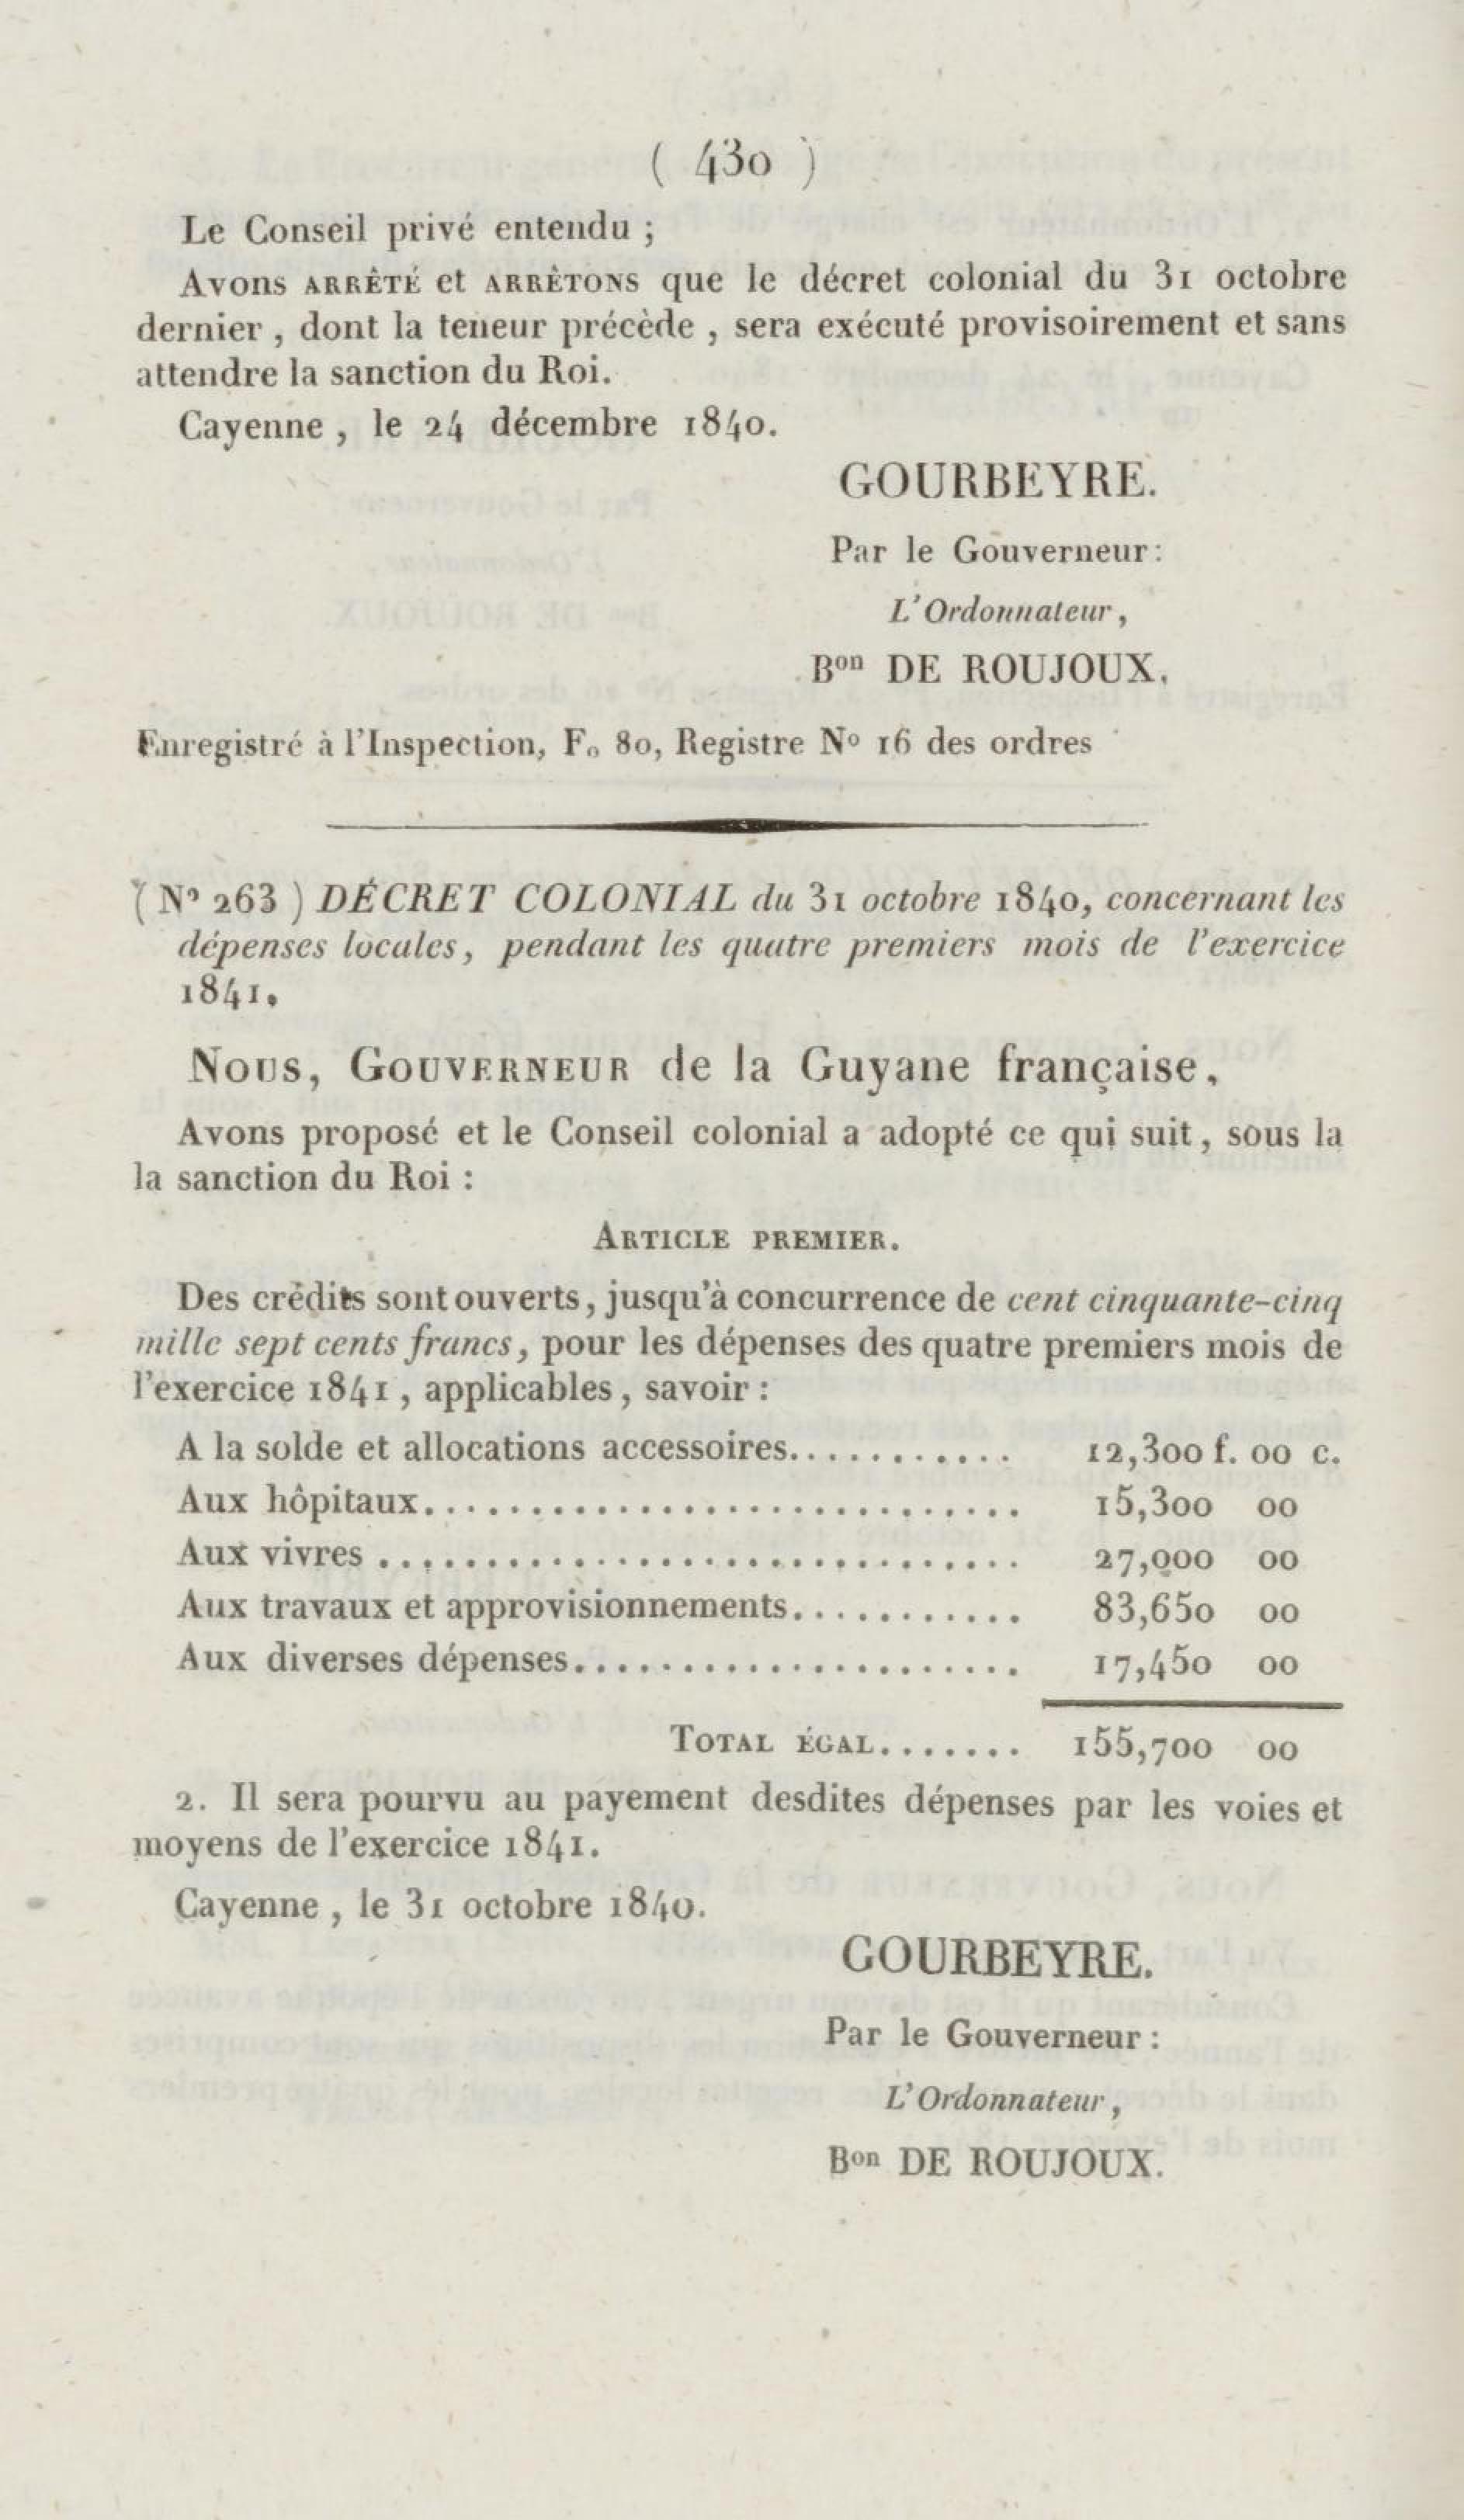 ( 430 )
Le Conseil privé entendu ;
Avons ARRÊTÉ et ARRÊTONS que le décret colonial du 31 octobre
dernier , dont la teneur précède , sera exécuté provisoirement et sans
attendre la sanction du Roi.
Cayenne , le 24 décembre 1840.
GOURBEYRE.
Par le Gouverneur:
L'Ordonnateur ,
Bon DE ROUJOUX.
Enregistré à l'Inspection, Fo 80, Registre No 16 des ordres
( No 263 ) DÉCRET COLONIAL du 31 octobre 1840, concernant les
dépenses locales, pendant les quatre premiers mois de l'exercice
1841.
Nous, GOUVERNEUR de la Guyane française,
Avons proposé et le Conseil colonial a adopté ce qui suit, sous la
la sanction du Roi :
ARTICLE PREMIER.
Des crédits sont ouverts, jusqu'à concurrence de cent cinquante-cinq
mille sept cents francs, pour les dépenses des quatre premiers mois de
l'exercice 1841 , applicables , savoir :
A la solde et allocations accessoires........... 12,300 f. 00 c.
Aux hôpitaux............................ 15,300 00
Aux vivres .............................. 27,000 00
Aux travaux et approvisionnements........... 83,650 00
Aux diverses dépenses..................... 17,450 00
TOTAL ÉGAL....... 155,700 00
2. Il sera pourvu au payement desdites dépenses par les voies et
moyens de l'exercice 1841.
Cayenne , le 31 octobre 1840.
GOURBEYRE.
Par le Gouverneur :
L'Ordonnateur ,
Bon DE ROUJOUX.